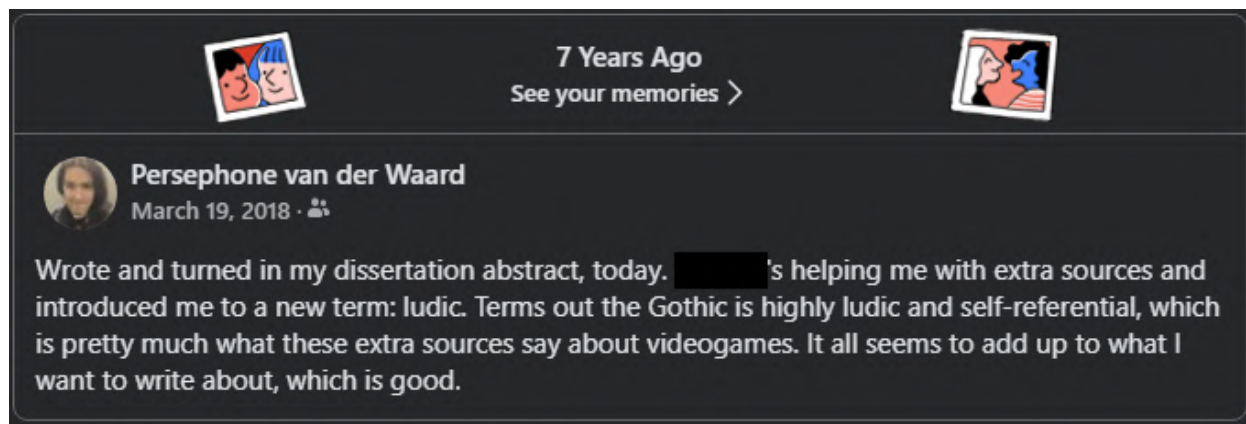 7 Years Ago
See your memories
Persephone van der Waard
March 19, 2018 ·
Wrote and turned in my dissertation abstract, today. 's helping me with extra sources and
introduced me to a new term: ludic. Terms out the Gothic is highly ludic and self-referential, which
is pretty much what these extra sources say about videogames. It all seems to add up to what I
want to write about, which is good.